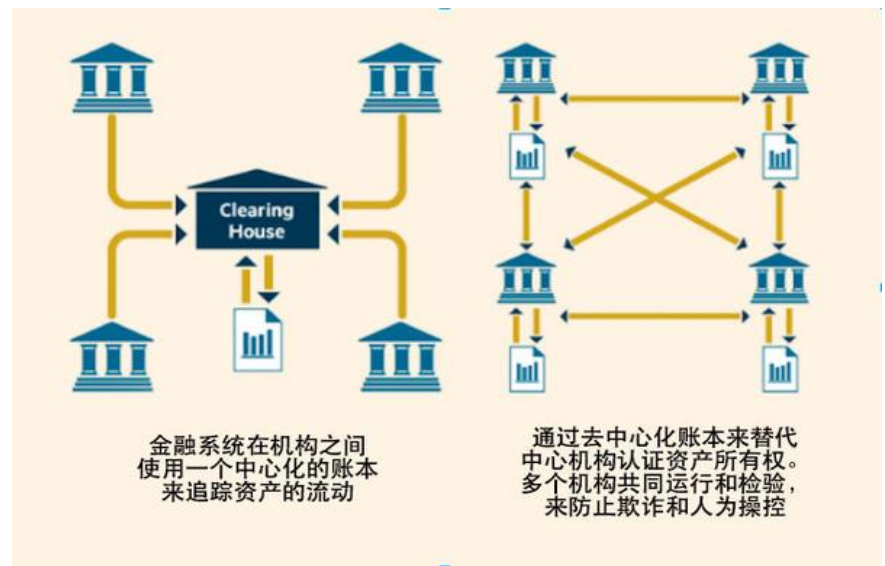 Clearing
House
金融系统在机构之间
使用一个中心化的账本
来追踪资产的流动
通过去中心化账本来替代
中心机构认证资产所有权。
多个机构共同运行和检验，
来防止欺诈和人为操控